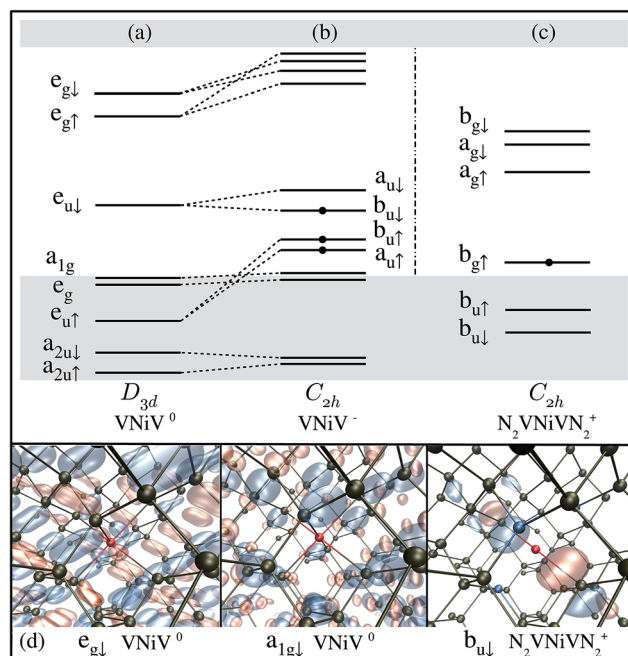 (a) (b) (c)
e_g↓
e_g↑
e_u↓
a_1g
e_g
e_u↑
a_2u↓
a_2u↑
a_u↓
b_u↓
b_u↑
a_u↑
b_g↓
a_g↓
a_g↑
b_g↑
b_u↑
b_u↓
D_3d C_2h C_2h
VNiV^0 VNiV^- N_2VNiVN_2^+
(d) e_g↓ VNiV^0 a_1g↓ VNiV^0 b_u↓ N_2VNiVN_2^+